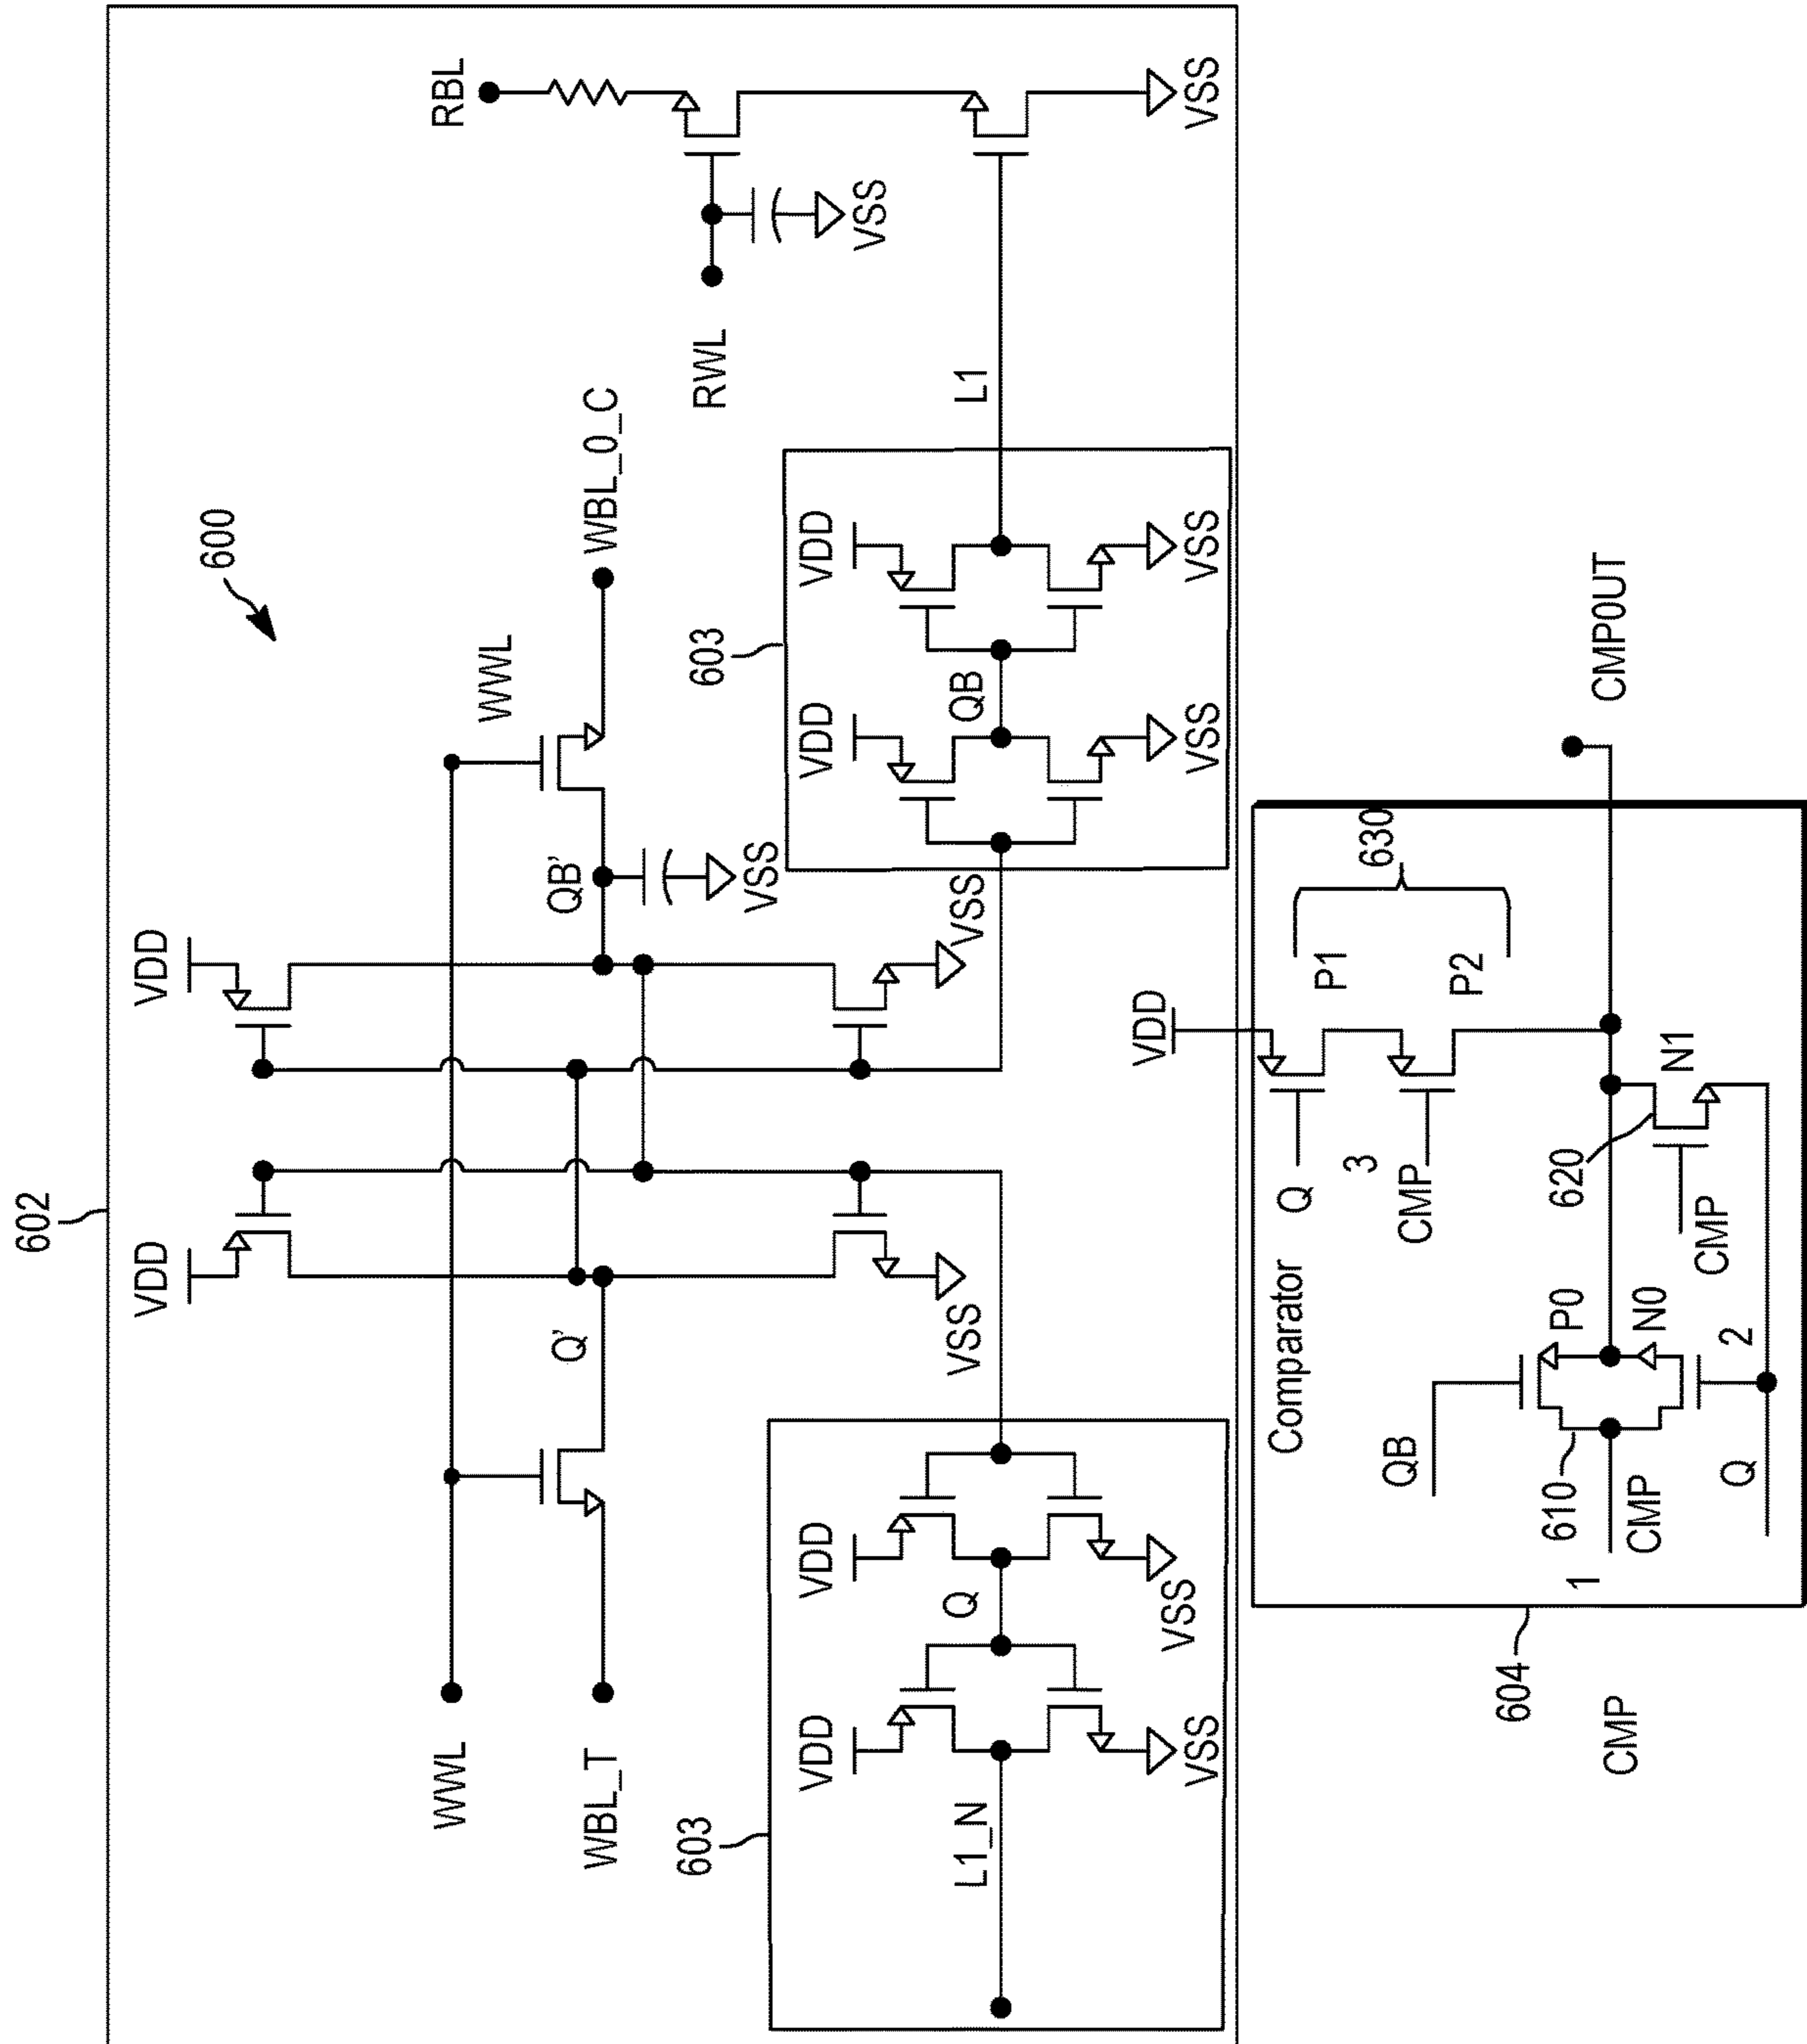 600
602
VDD
VDD
RBL
WWL
WWL
VSS
QB'
Q'
VSS
RWL
WBL_T
WBL_0_C
VSS
VSS
VSS
603
603
VDD
VDD
VDD
VDD
L1_N
Q
QB
L1
VSS
VSS
VSS
VSS
VDD
Comparator
Q
P1
630
3
CMP
P2
QB
P0
620
N1
CMPOUT
610
CMP
N0
CMP
1
2
Q
604
CMP